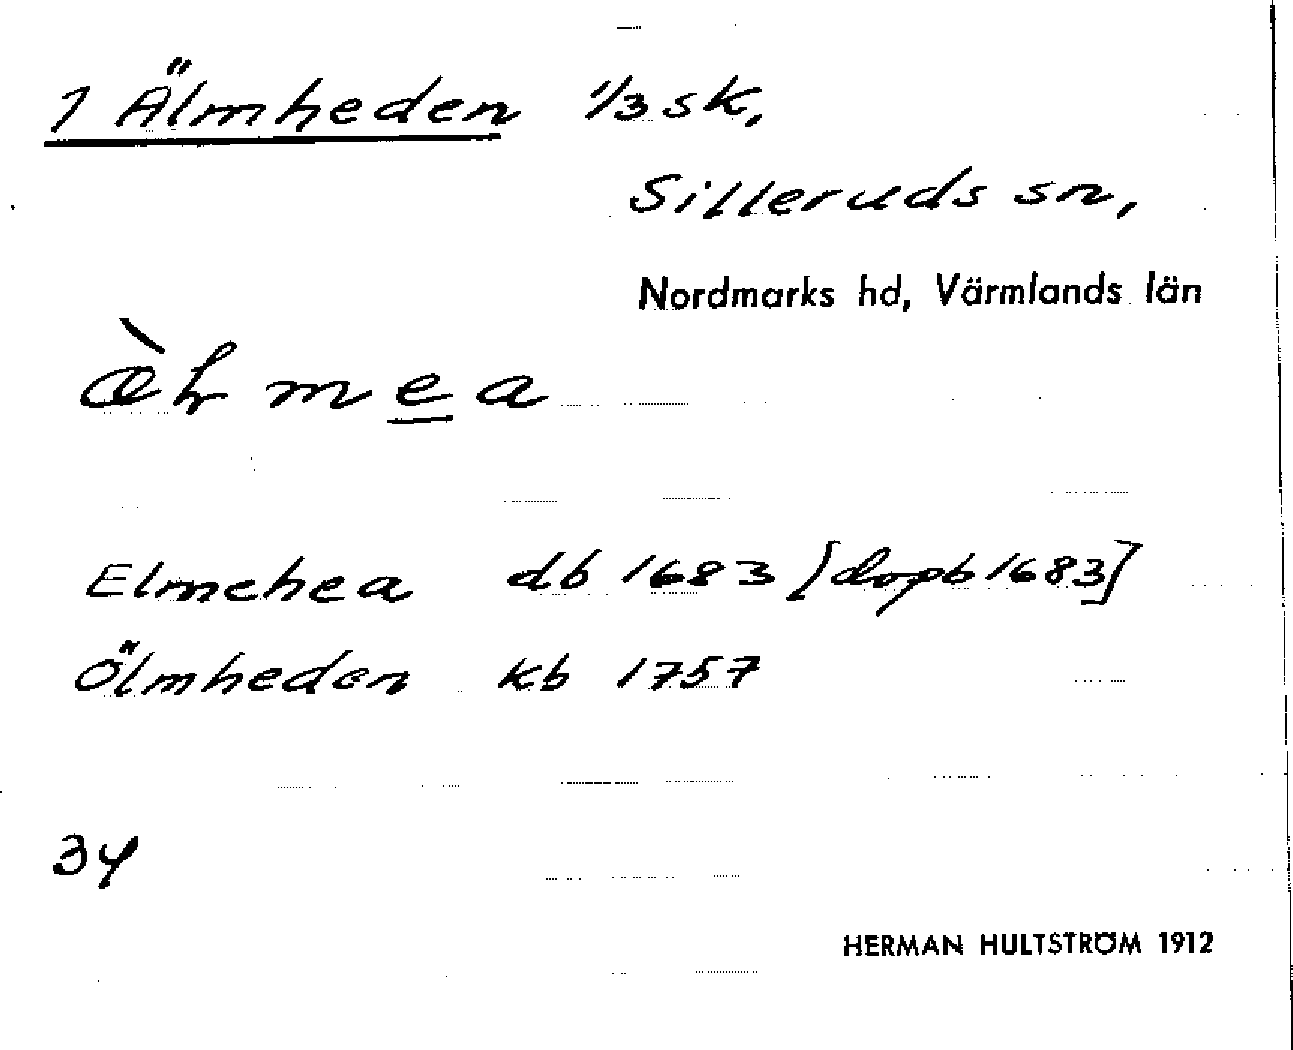 1 Älmheden 1/3 sk,
Silleruds sn,
Nordmarks hd, Värmlands län
mea
Elmehea db 1683 [dopb 1683]
Ölmheden kb 1757
34
HERMAN HULTSTRÖM 1912